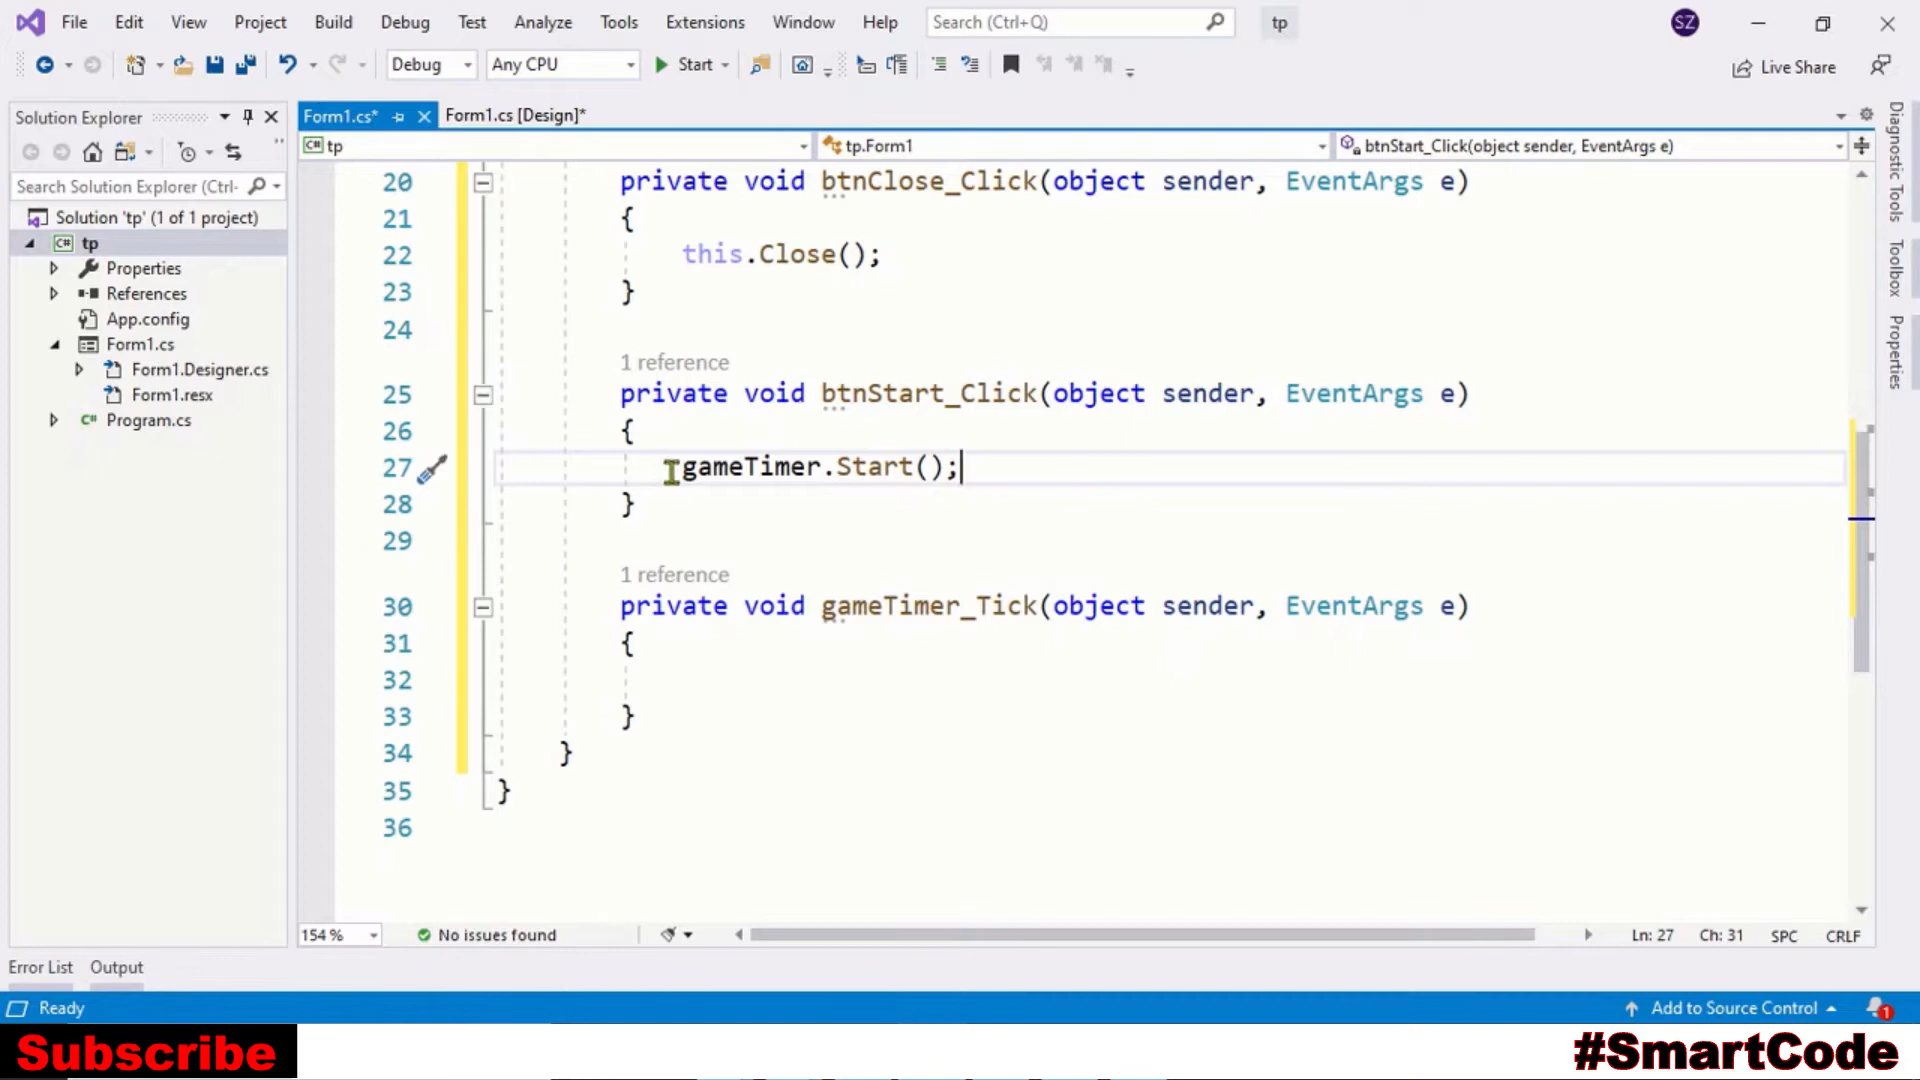 File Edit View Project Build Debug Test Analyze Tools Extensions Window Help Search (Ctrl+Q) tp SZ
Debug Any CPU Start Live Share
Solution Explorer
Form1.cs* Form1.cs [Design]*
tp tp.Form1 btnStart_Click(object sender, EventArgs e)
Search Solution Explorer (Ctrl-
Solution 'tp' (1 of 1 project)
C# tp
Properties
References
App.config
Form1.cs
Form1.Designer.cs
Form1.resx
C# Program.cs
20 private void btnClose_Click(object sender, EventArgs e)
21 {
22 this.Close();
23 }
24
1 reference
25 private void btnStart_Click(object sender, EventArgs e)
26 {
27 gameTimer.Start();
28 }
29
1 reference
30 private void gameTimer_Tick(object sender, EventArgs e)
31 {
32
33 }
34 }
35 }
36
Diagnostic Tools
Toolbox
Properties
154 % No issues found Ln: 27 Ch: 31 SPC CRLF
Error List Output
Ready Add to Source Control 1
Subscribe #SmartCode